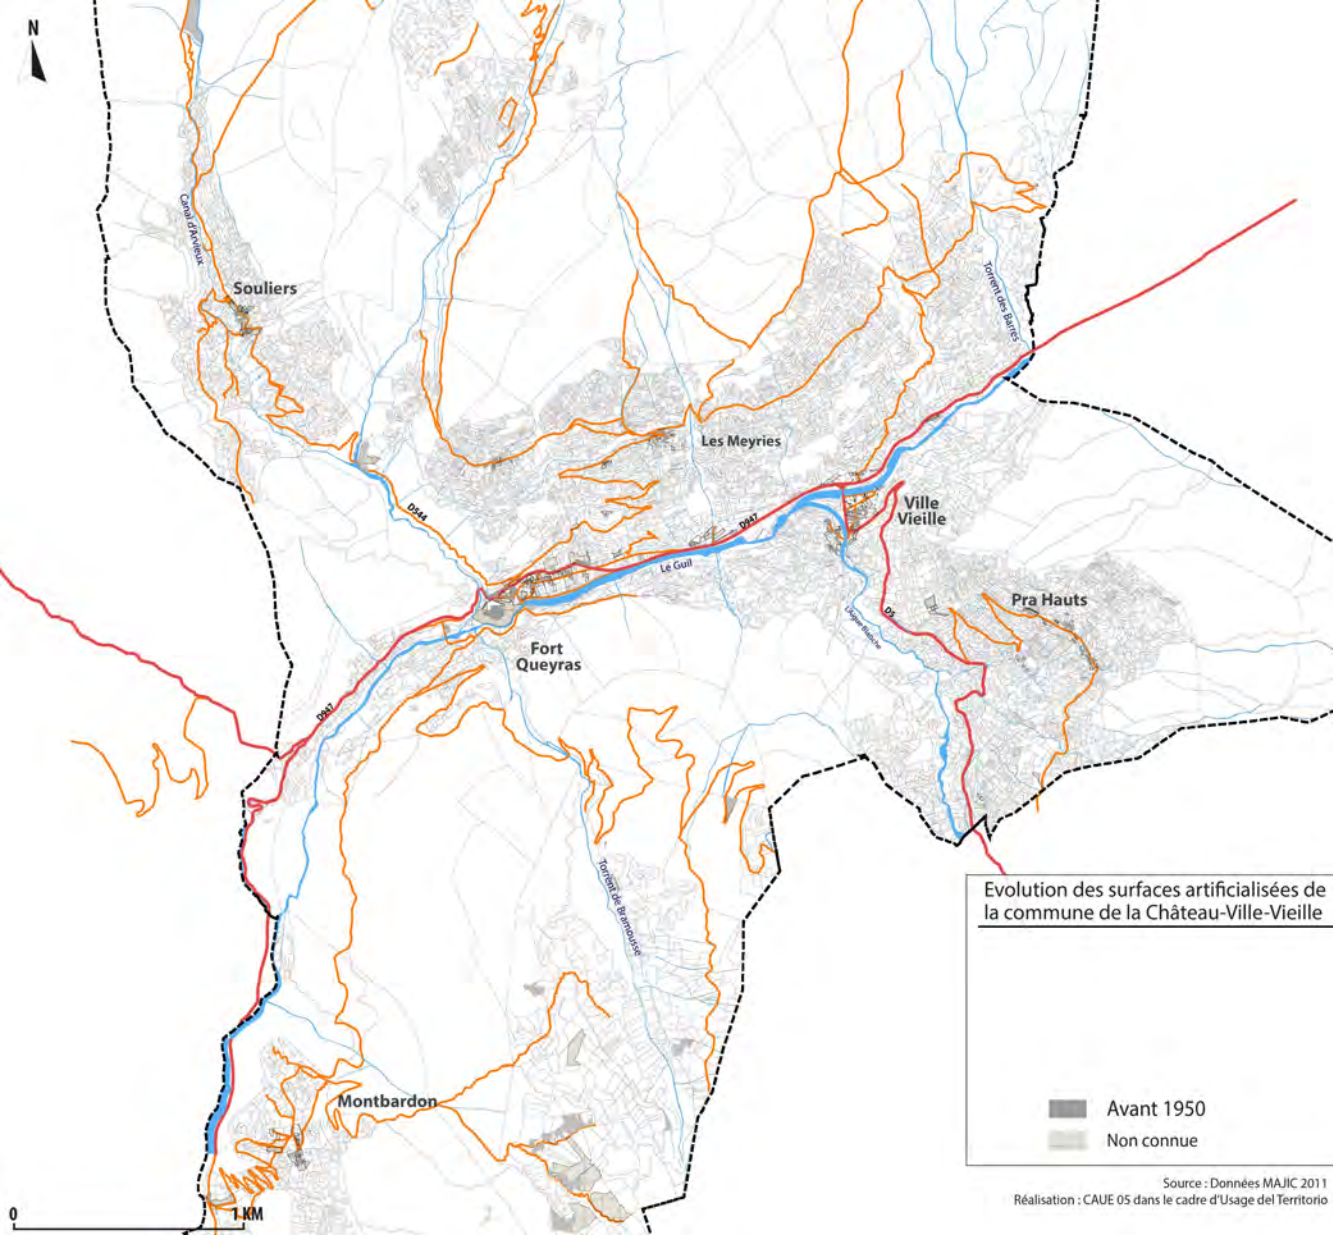 N
Canal d'Arvieux
Souliers
Torrent des Barres
Les Meyries
D544
D947
Ville
Vieille
Le Guil
Pra Hauts
D5
L'Aigue Blanche
Fort
Queyras
D947
Torrent de Bramousse
Evolution des surfaces artificialisées de
la commune de la Château-Ville-Vieille
Montbardon
Avant 1950
Non connue
Source : Données MAJIC 2011
Réalisation : CAUE 05 dans le cadre d'Usage del Territorio
0
1 KM